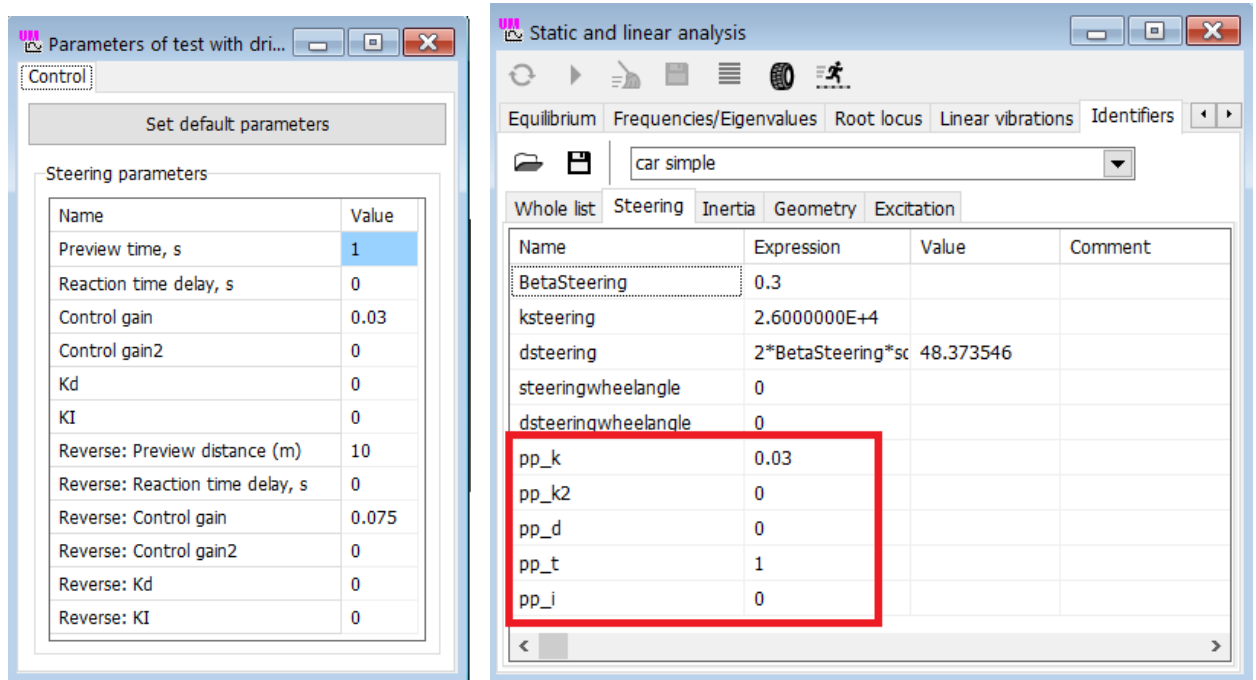 UM Parameters of test with dri...
Control
Set default parameters
Steering parameters
Name Value
Preview time, s 1
Reaction time delay, s 0
Control gain 0.03
Control gain2 0
Kd 0
KI 0
Reverse: Preview distance (m) 10
Reverse: Reaction time delay, s 0
Reverse: Control gain 0.075
Reverse: Control gain2 0
Reverse: Kd 0
Reverse: KI 0
UM Static and linear analysis
Equilibrium Frequencies/Eigenvalues Root locus Linear vibrations Identifiers
car simple
Whole list Steering Inertia Geometry Excitation
Name Expression Value Comment
BetaSteering 0.3
ksteering 2.6000000E+4
dsteering 2*BetaSteering*sc 48.373546
steeringwheelangle 0
dsteeringwheelangle 0
pp_k 0.03
pp_k2 0
pp_d 0
pp_t 1
pp_i 0